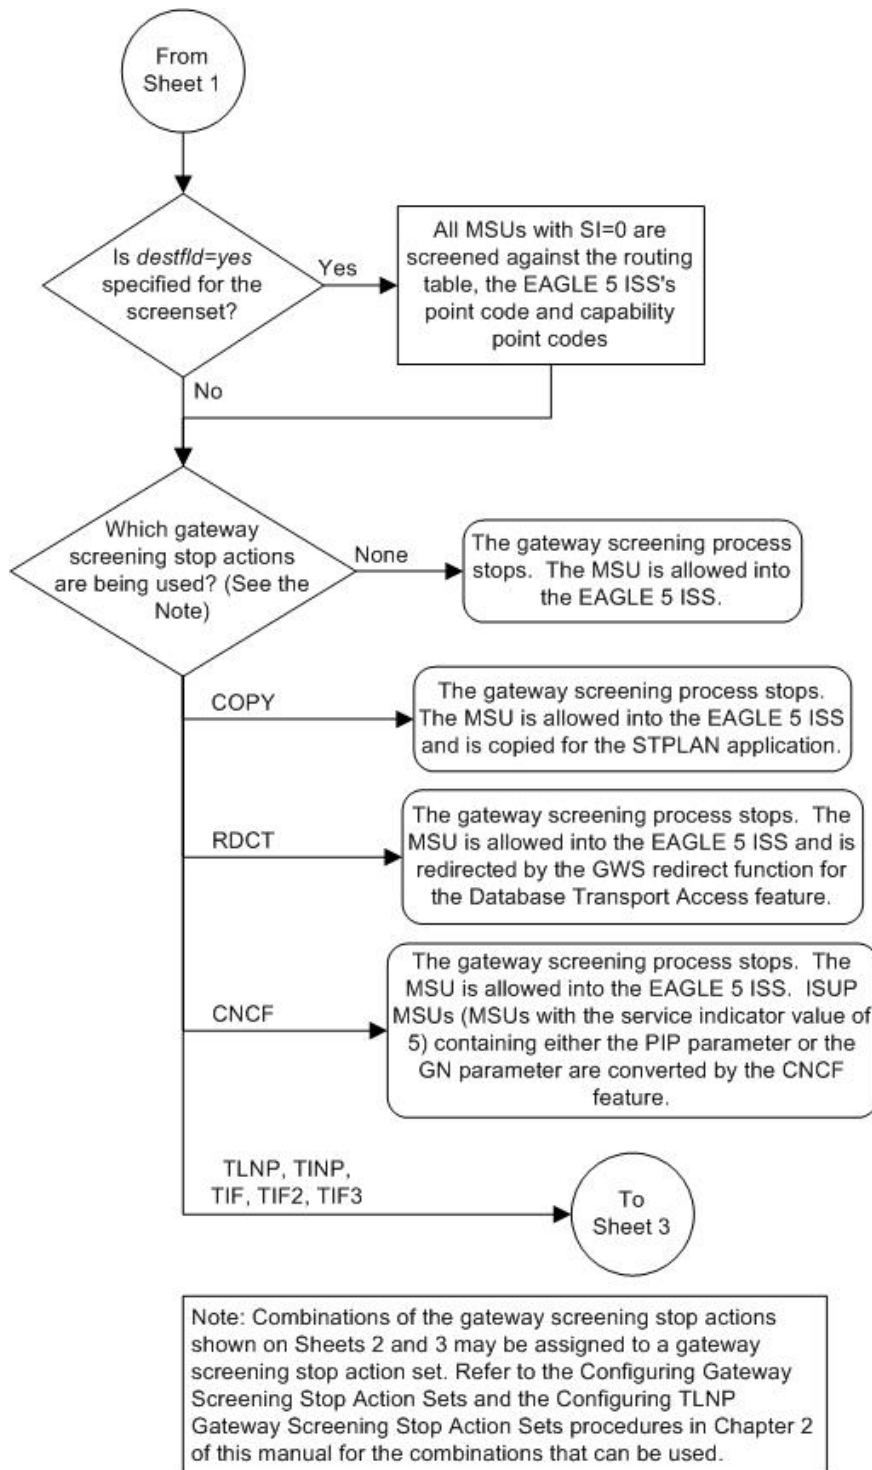 From
Sheet 1
Is destfld=yes
specified for the
screenset?
Yes
All MSUs with SI=0 are
screened against the routing
table, the EAGLE 5 ISS's
point code and capability
point codes
No
Which gateway
screening stop actions
are being used? (See the
Note)
None
The gateway screening process
stops.  The MSU is allowed into
the EAGLE 5 ISS.
COPY
The gateway screening process stops.
The MSU is allowed into the EAGLE 5 ISS
and is copied for the STPLAN application.
RDCT
The gateway screening process stops.  The
MSU is allowed into the EAGLE 5 ISS and is
redirected by the GWS redirect function for
the Database Transport Access feature.
CNCF
The gateway screening process stops.  The
MSU is allowed into the EAGLE 5 ISS.  ISUP
MSUs (MSUs with the service indicator value of
5) containing either the PIP parameter or the
GN parameter are converted by the CNCF
feature.
TLNP, TINP,
TIF, TIF2, TIF3
To
Sheet 3
Note: Combinations of the gateway screening stop actions
shown on Sheets 2 and 3 may be assigned to a gateway
screening stop action set. Refer to the Configuring Gateway
Screening Stop Action Sets and the Configuring TLNP
Gateway Screening Stop Action Sets procedures in Chapter 2
of this manual for the combinations that can be used.